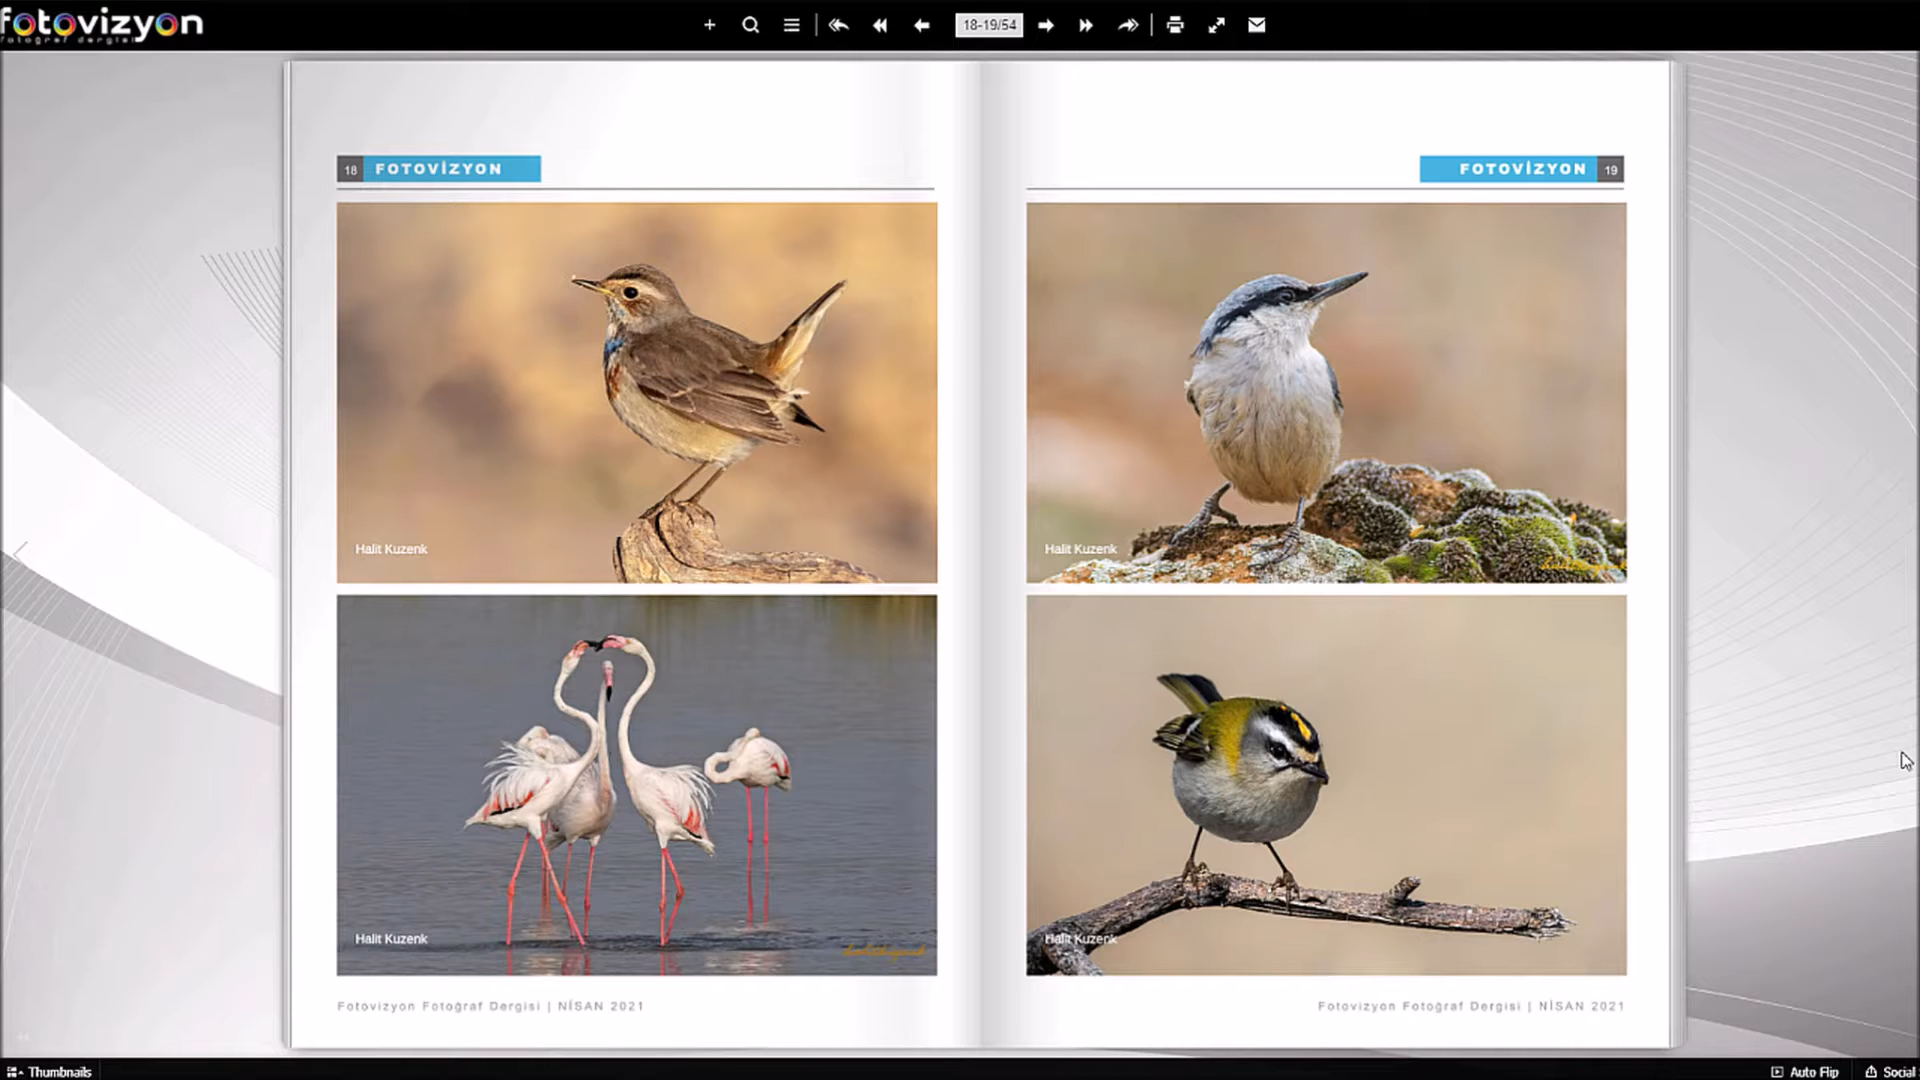 fotovizyon
fotoğraf dergisi
18-19/54
18 FOTOVİZYON
FOTOVİZYON 19
Halit Kuzenk
Halit Kuzenk
Halit Kuzenk
Halit Kuzenk
Fotovizyon Fotoğraf Dergisi | NİSAN 2021
Fotovizyon Fotoğraf Dergisi | NİSAN 2021
Thumbnails
Auto Flip
Social